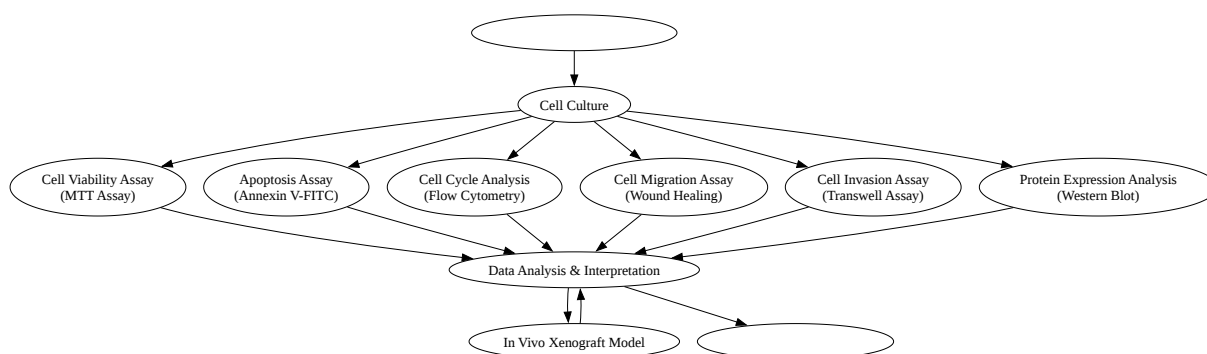 Cell Culture
Cell Viability Assay
(MTT Assay)
Apoptosis Assay
(Annexin V-FITC)
Cell Cycle Analysis
(Flow Cytometry)
Cell Migration Assay
(Wound Healing)
Cell Invasion Assay
(Transwell Assay)
Protein Expression Analysis
(Western Blot)
Data Analysis & Interpretation
In Vivo Xenograft Model